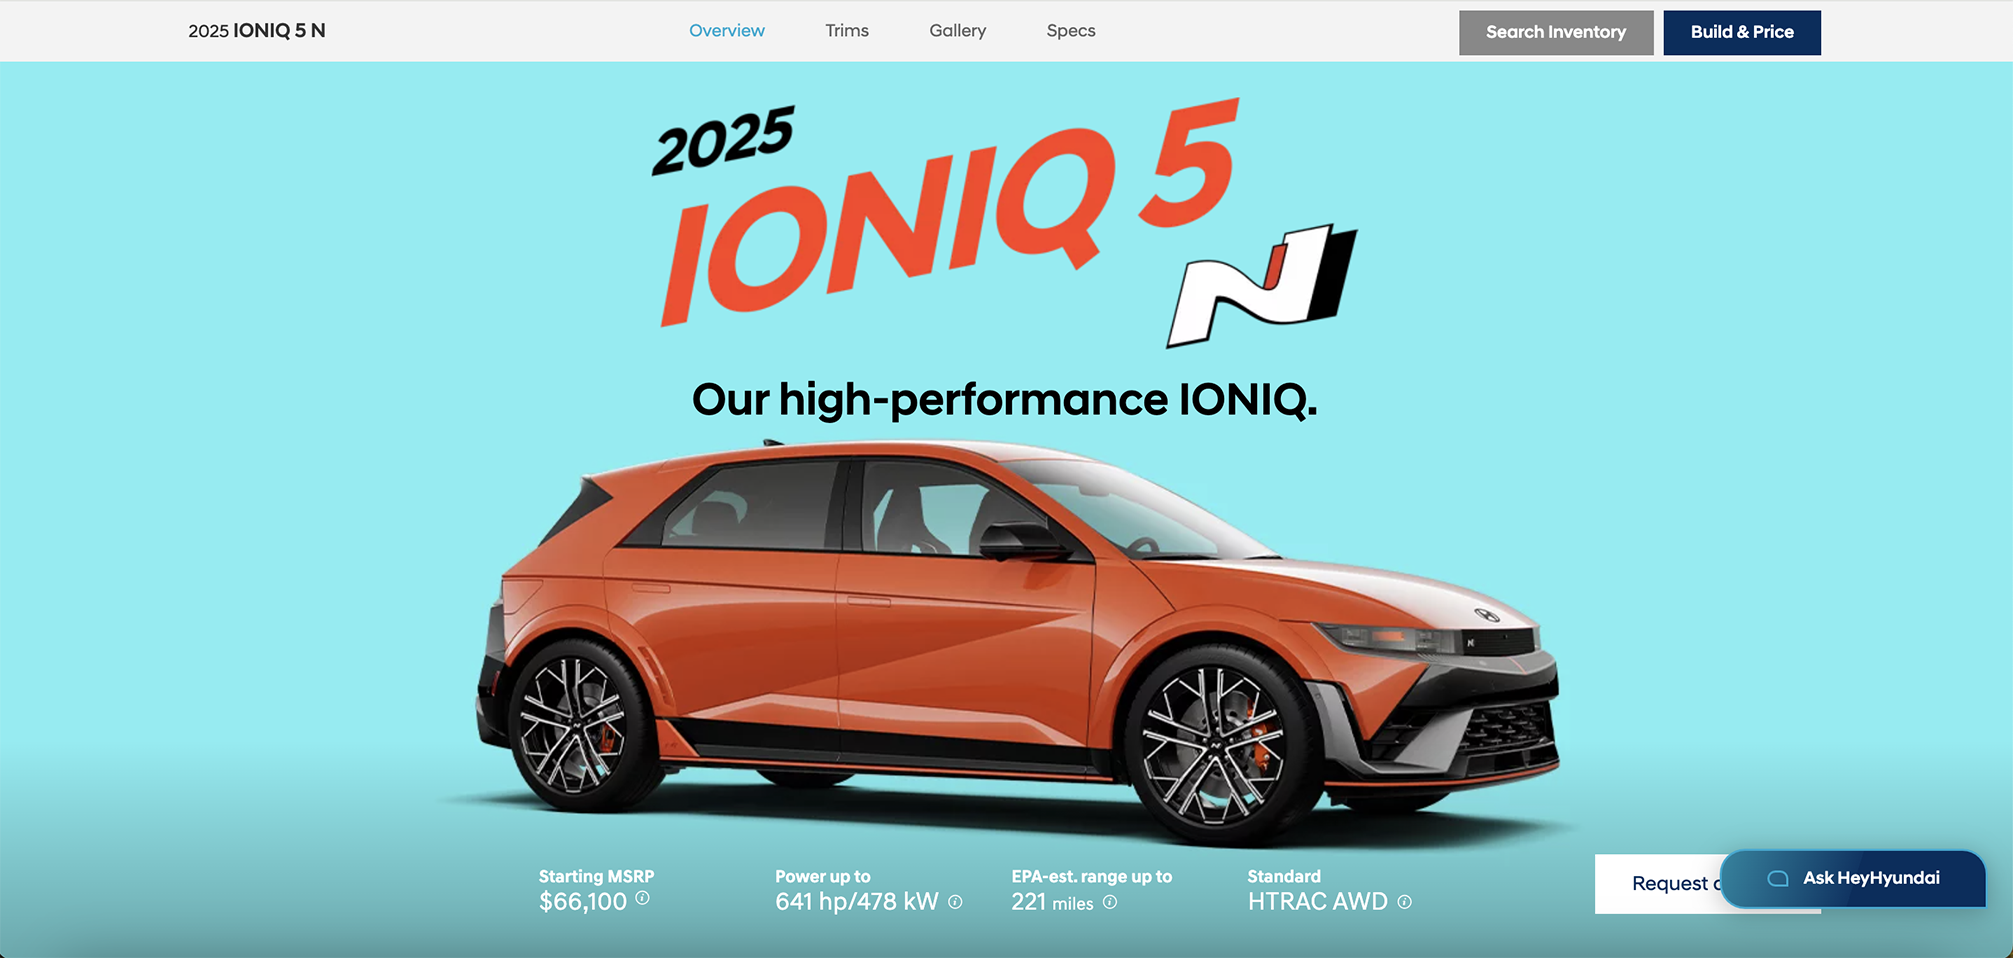 2025 IONIQ 5 N
Overview
Trims
Gallery
Specs
Search Inventory
Build & Price
2025
IONIQ 5
N
Our high-performance IONIQ.
Starting MSRP
$66,100
Power up to
641 hp/478 kW
EPA-est. range up to
221 miles
Standard
HTRAC AWD
Request
Ask HeyHyundai